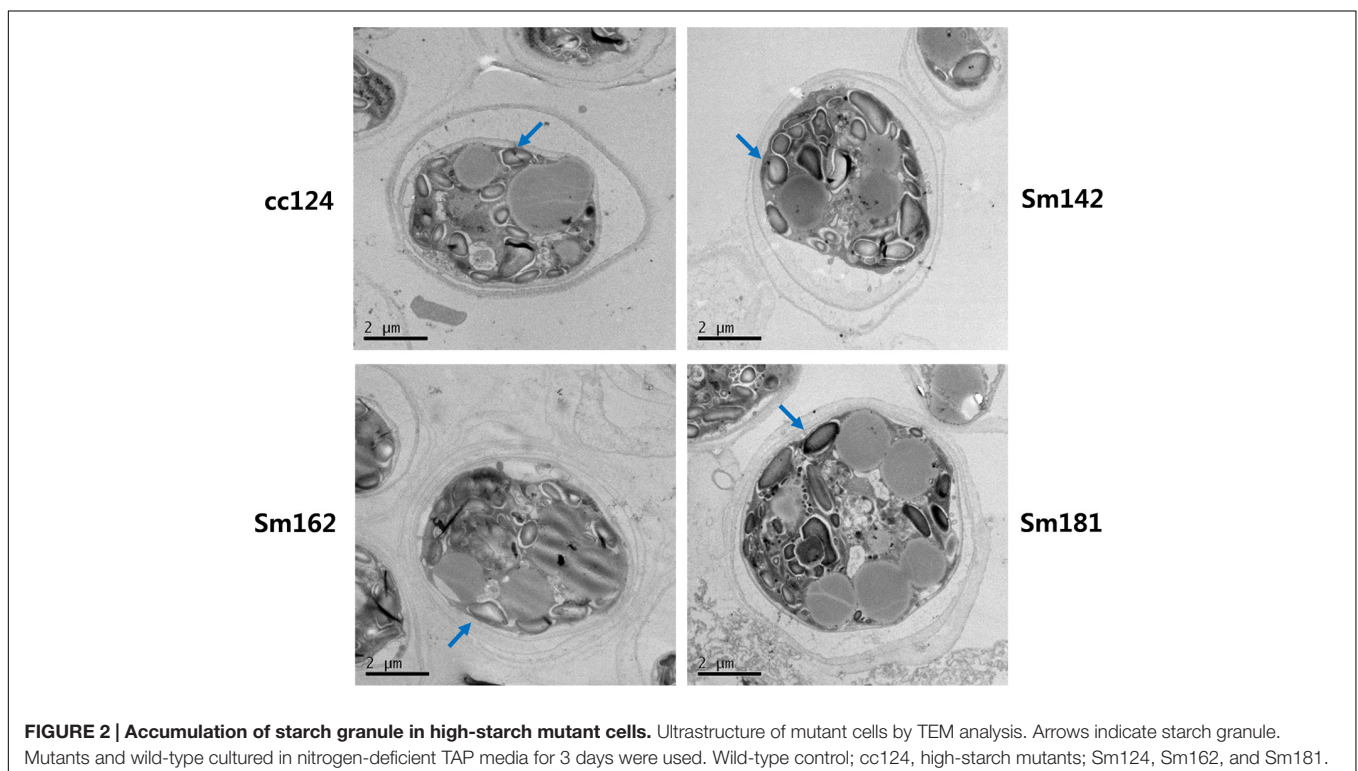 cc124
2 µm
Sm142
2 µm
Sm162
2 µm
Sm181
2 µm
FIGURE 2 | Accumulation of starch granule in high-starch mutant cells. Ultrastructure of mutant cells by TEM analysis. Arrows indicate starch granule.
Mutants and wild-type cultured in nitrogen-deficient TAP media for 3 days were used. Wild-type control; cc124, high-starch mutants; Sm124, Sm162, and Sm181.